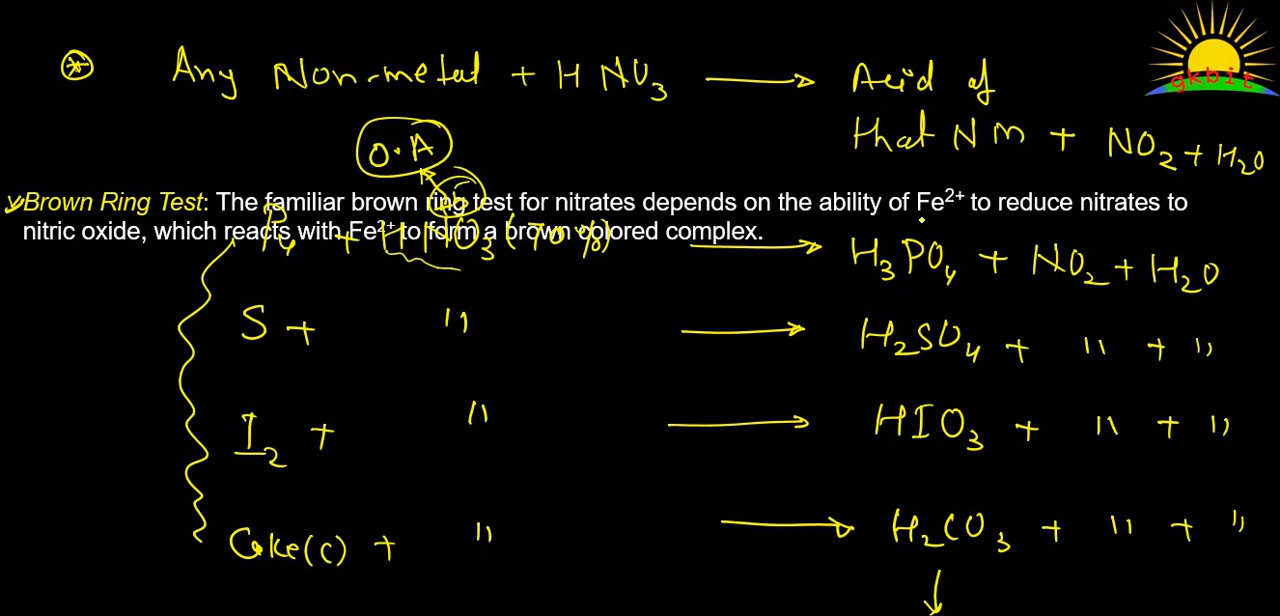 Any Non-metal + HNO3 → Acid of
that NM + NO2 + H2O
gkbit
O.A
Brown Ring Test: The familiar brown ring test for nitrates depends on the ability of Fe²⁺ to reduce nitrates to
nitric oxide, which reacts with Fe²⁺ to form a brown colored complex.
P4 + HNO3 (70%) → H3PO4 + NO2 + H2O
S + " → H2SO4 + " + "
I2 + " → HIO3 + " + "
Coke(C) + " → H2CO3 + " + "
↓